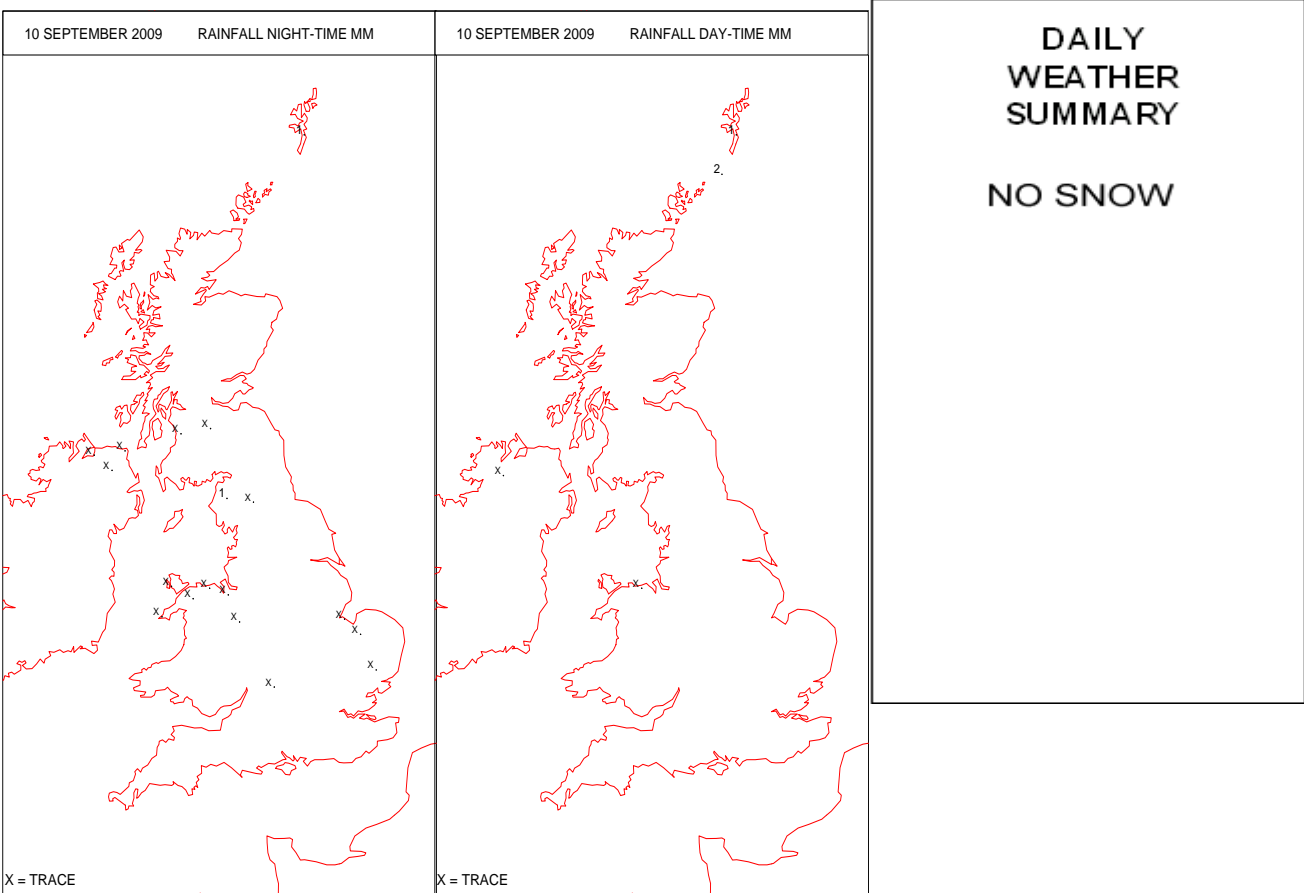 10 SEPTEMBER 2009 RAINFALL NIGHT-TIME MM
1.
x.
x.
x.
x.
x.
1.
x.
x.
x.
x.
x.
x.
x.
x.
x.
x.
x.
X = TRACE
10 SEPTEMBER 2009 RAINFALL DAY-TIME MM
1.
2.
x.
x.
X = TRACE
DAILY
WEATHER
SUMMARY
NO SNOW